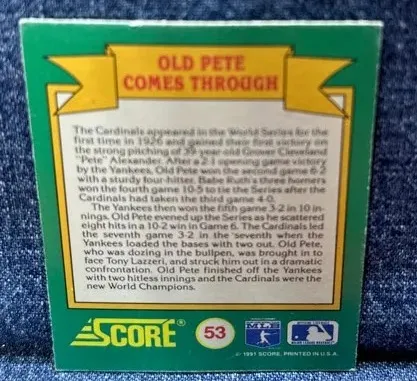 OLD PETE
COMES THROUGH
The Cardinals appeared in the World Series for the
first time in 1926 and gained their first victory on
the strong pitching of 39-year-old Grover Cleveland
"Pete" Alexander. After a 2-1 opening game victory
by the Yankees, Old Pete won the second game 6-2
with a sturdy four-hitter. Babe Ruth's three homers
won the fourth game 10-5 to tie the Series after the
Cardinals had taken the third game 4-0.
The Yankees then won the fifth game 3-2 in 10 in-
nings. Old Pete evened up the Series as he scattered
eight hits in a 10-2 win in Game 6. The Cardinals led
the seventh game 3-2 in the seventh when the
Yankees loaded the bases with two out. Old Pete,
who was dozing in the bullpen, was brought in to
face Tony Lazzeri, and struck him out in a dramatic
confrontation. Old Pete finished off the Yankees
with two hitless innings and the Cardinals were the
new World Champions.
SCORE®
53
© 1991 SCORE, PRINTED IN U.S.A.